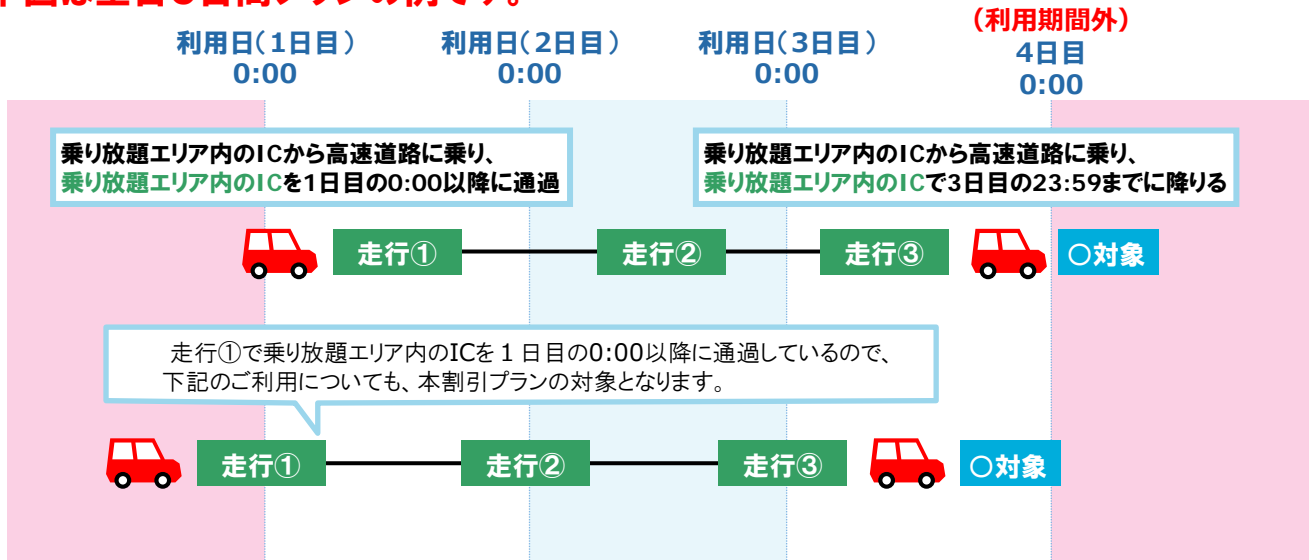 (利用期間外)
利用日(1日目)
0:00
利用日(2日目)
0:00
利用日(3日目)
0:00
4日目
0:00
乗り放題エリア内のICから高速道路に乗り、
乗り放題エリア内のICを1日目の0:00以降に通過
乗り放題エリア内のICから高速道路に乗り、
乗り放題エリア内のICで3日目の23:59までに降りる
走行①
走行②
走行③
○対象
走行①で乗り放題エリア内のICを1日目の0:00以降に通過しているので、
下記のご利用についても、本割引プランの対象となります。
走行①
走行②
走行③
○対象